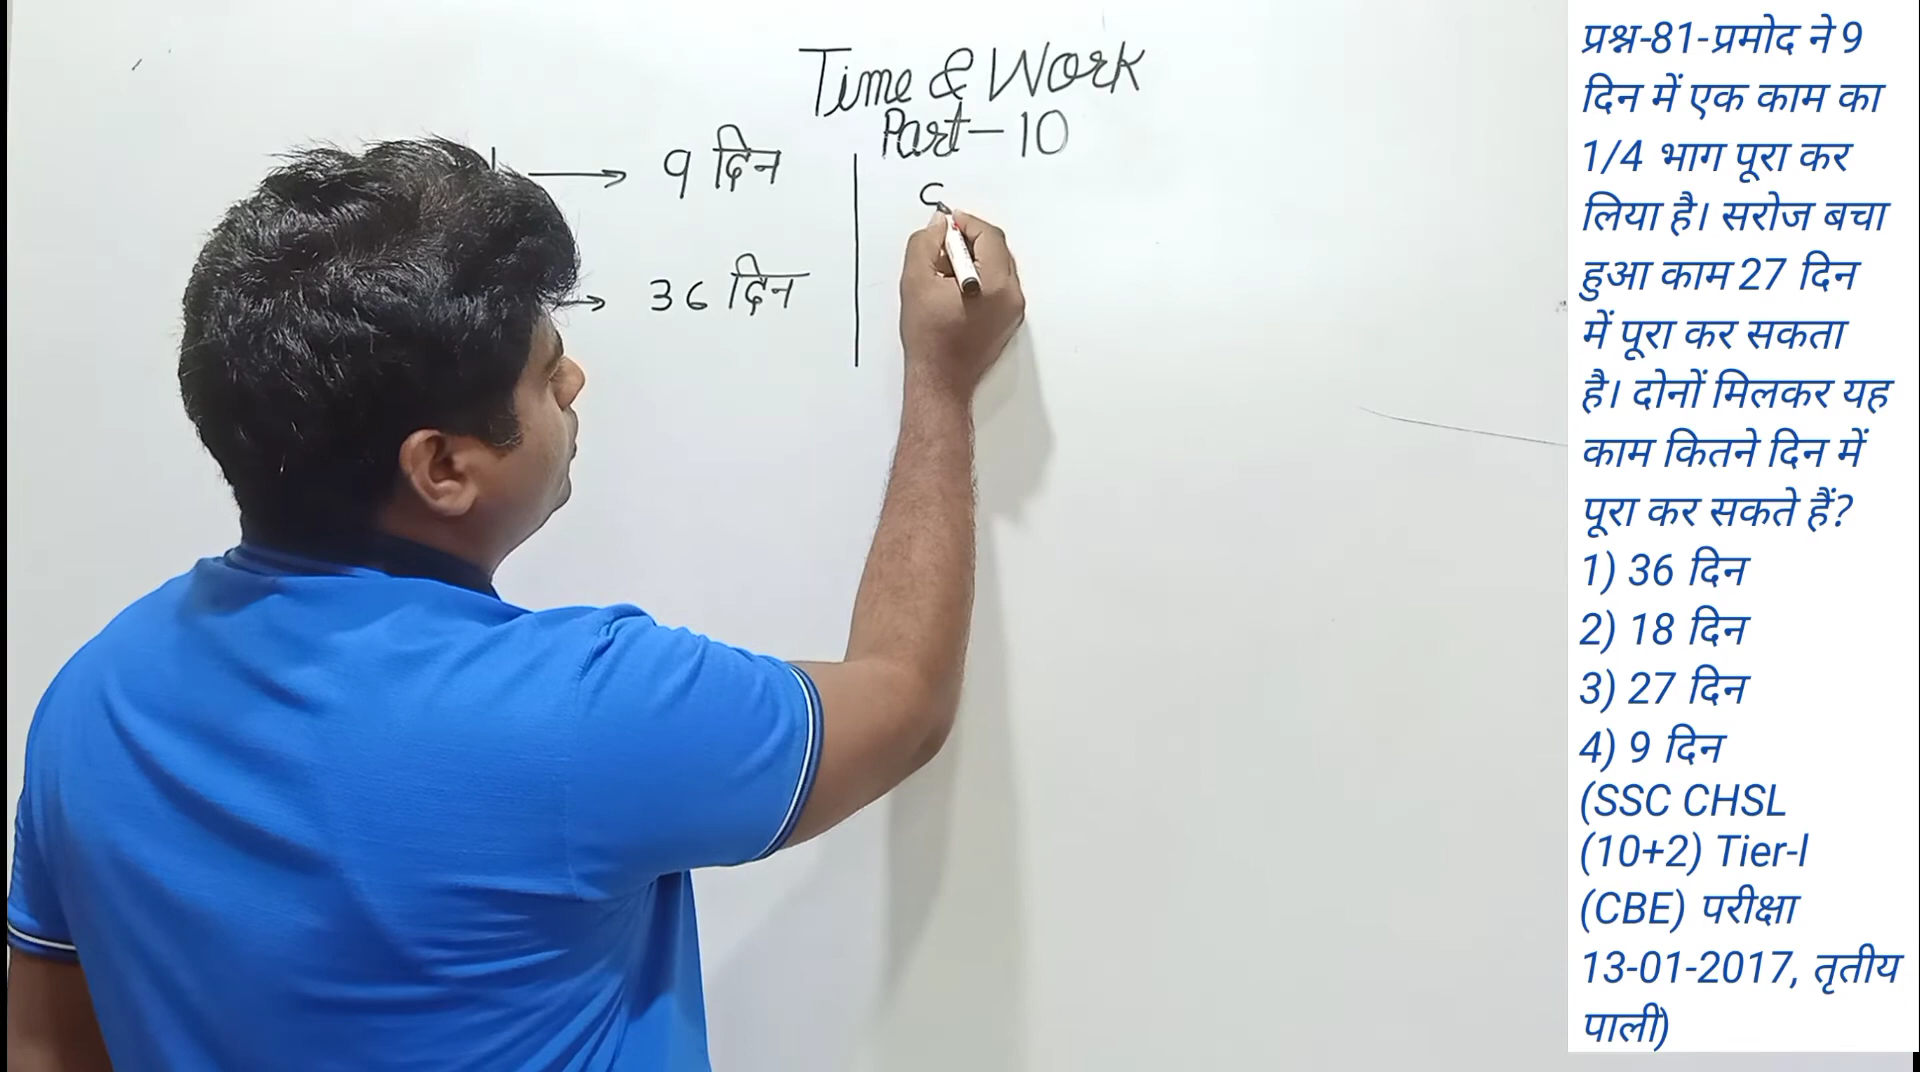 Time & Work
Part-10
→ 9 दिन
→ 36 दिन
प्रश्न-81-प्रमोद ने 9
दिन में एक काम का
1/4 भाग पूरा कर
लिया है। सरोज बचा
हुआ काम 27 दिन
में पूरा कर सकता
है। दोनों मिलकर यह
काम कितने दिन में
पूरा कर सकते हैं?
1) 36 दिन
2) 18 दिन
3) 27 दिन
4) 9 दिन
(SSC CHSL
(10+2) Tier-I
(CBE) परीक्षा
13-01-2017, तृतीय
पाली)